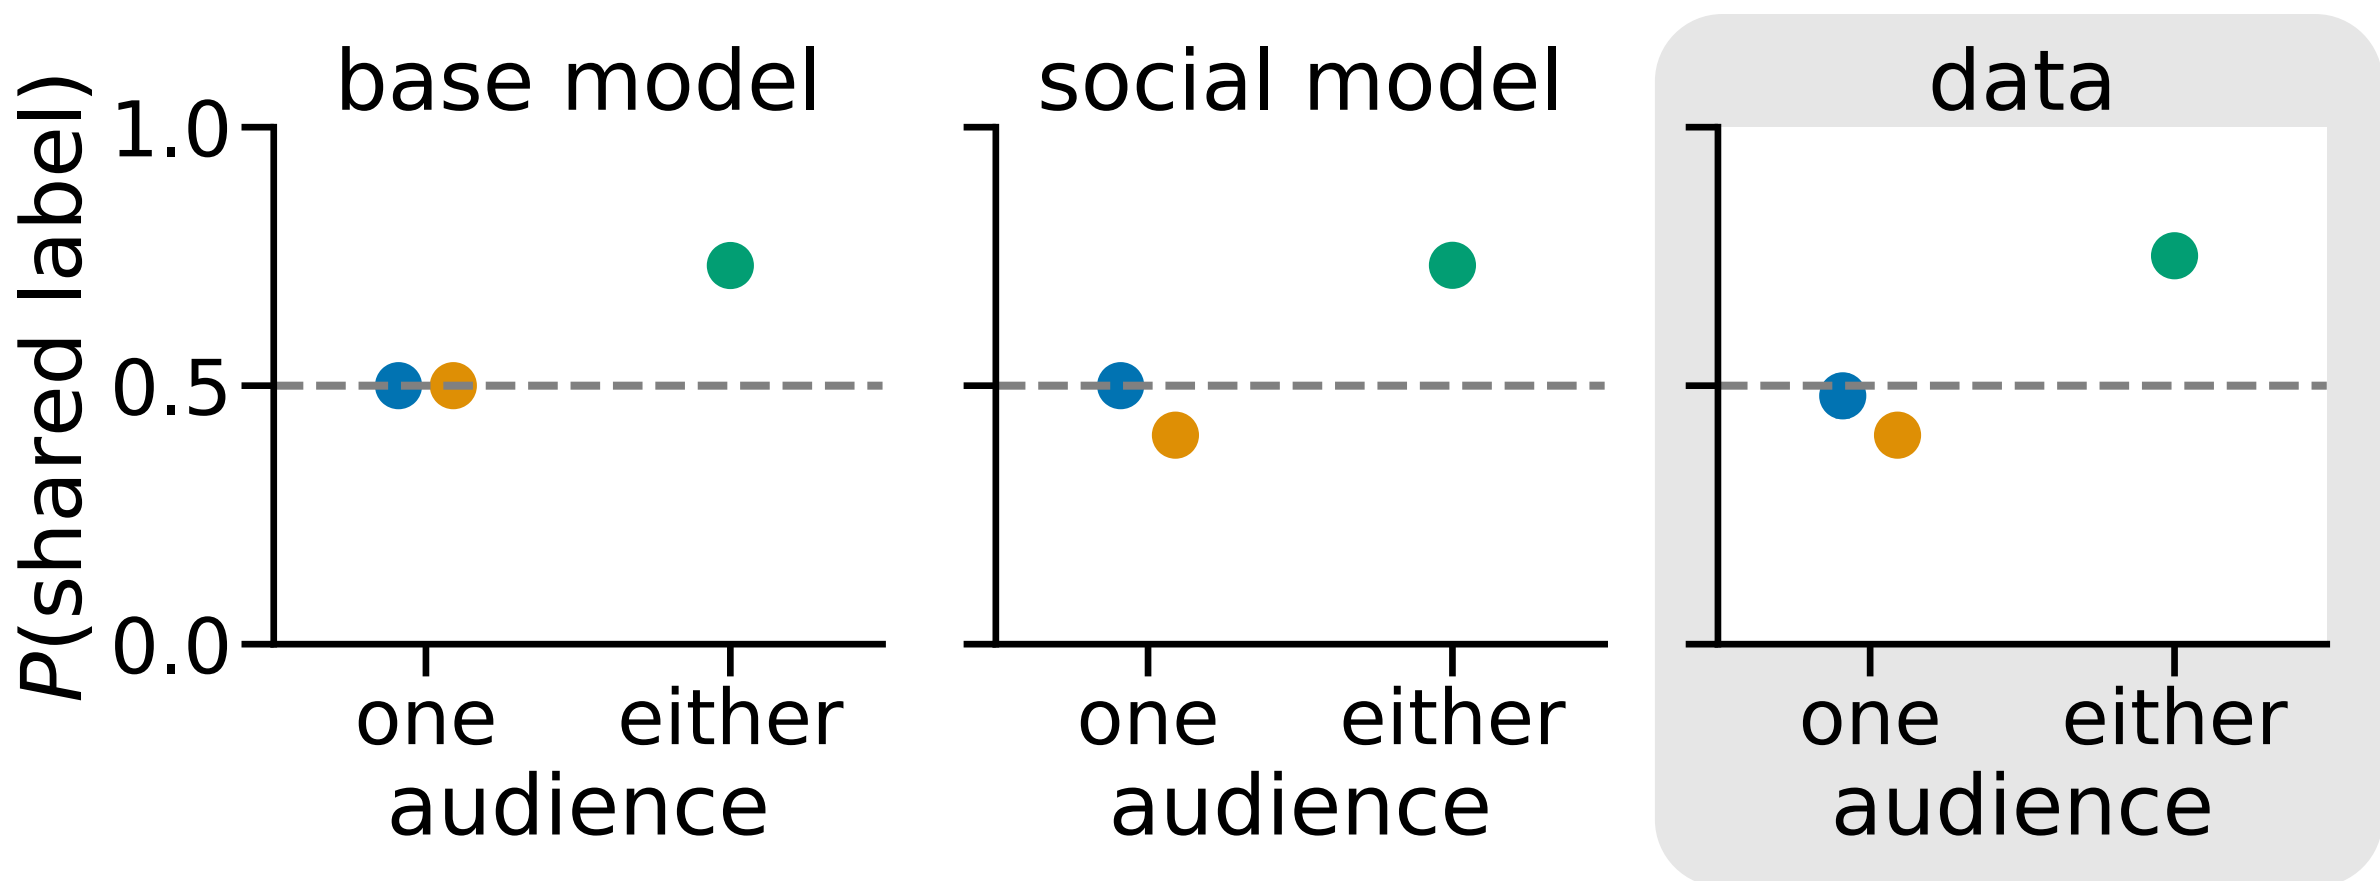 base model
social model
data
P(shared label)
1.0
0.5
0.0
one either
audience
one either
audience
one either
audience